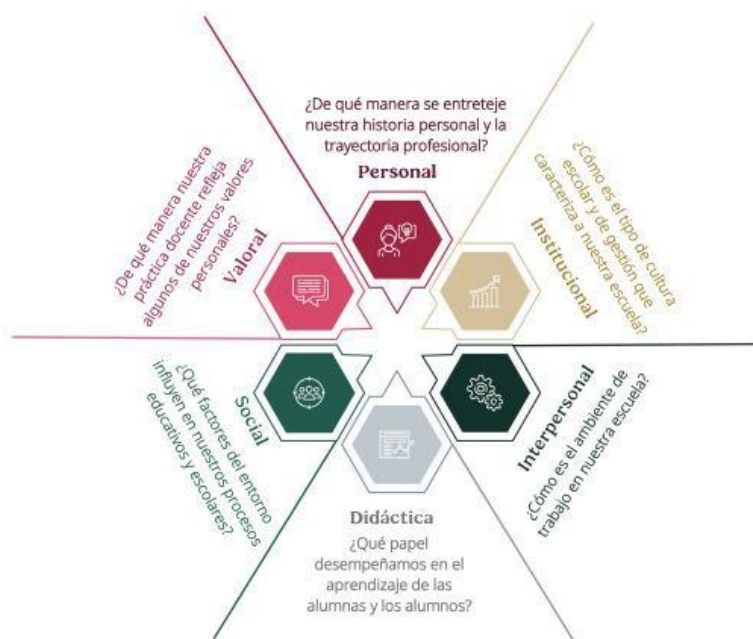 ¿De qué manera se entreteje
nuestra historia personal y la
trayectoria profesional?
Personal
¿Cómo es el tipo de cultura
escolar y de gestión que
caracteriza a nuestra escuela?
Institucional
Interpersonal
¿Cómo es el ambiente de
trabajo en nuestra escuela?
Didáctica
¿Qué papel
desempeñamos en el
aprendizaje de las
alumnas y los alumnos?
Social
¿Qué factores del entorno
influyen en nuestros procesos
educativos y escolares?
¿De qué manera nuestra
práctica docente refleja
algunos de nuestros valores
personales?
Valoral